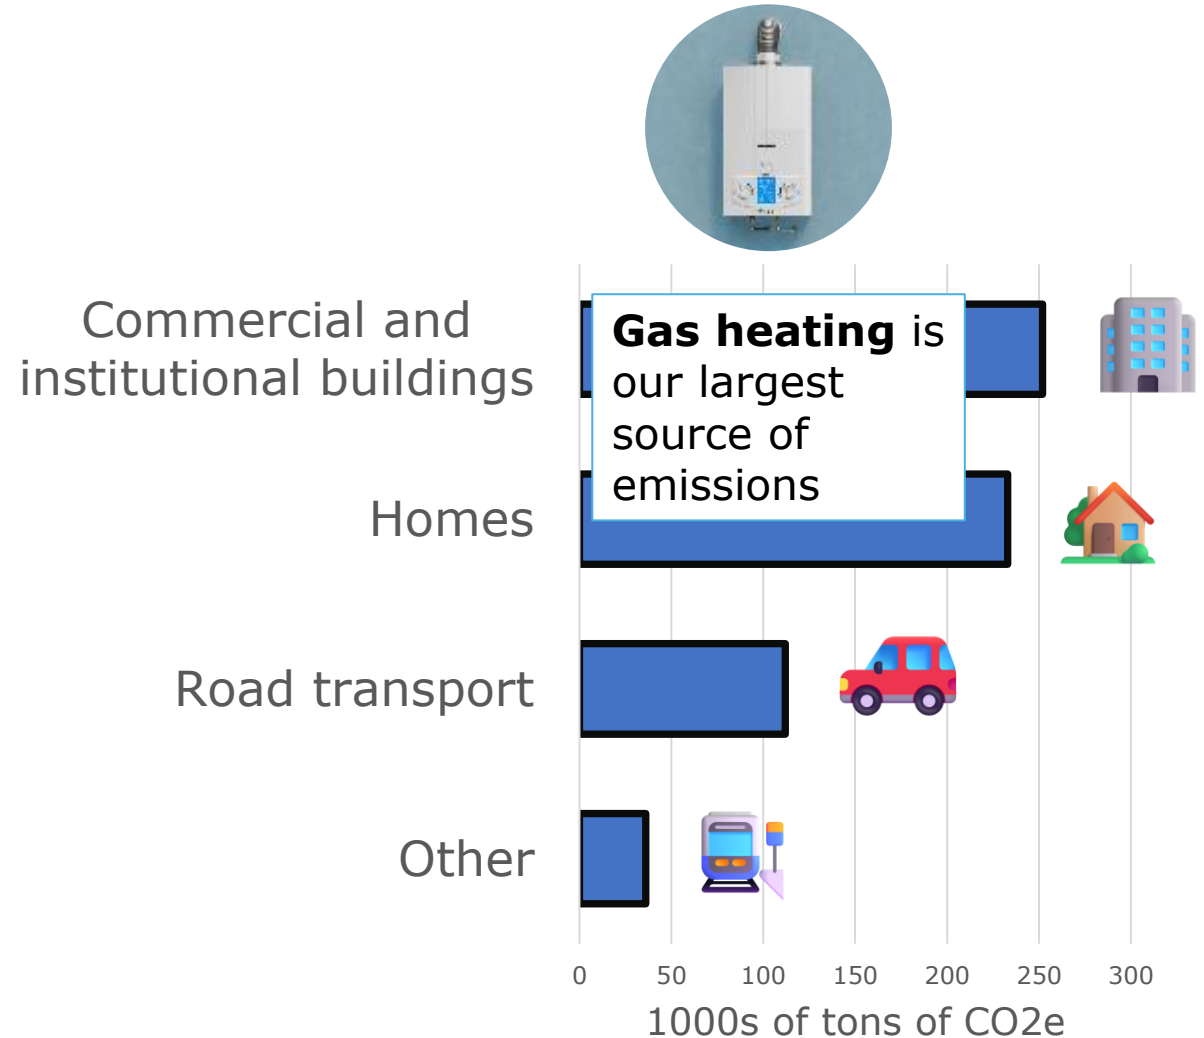 Commercial and
institutional buildings
Gas heating is
our largest
source of
emissions
Homes
Road transport
Other
0 50 100 150 200 250 300
1000s of tons of CO2e